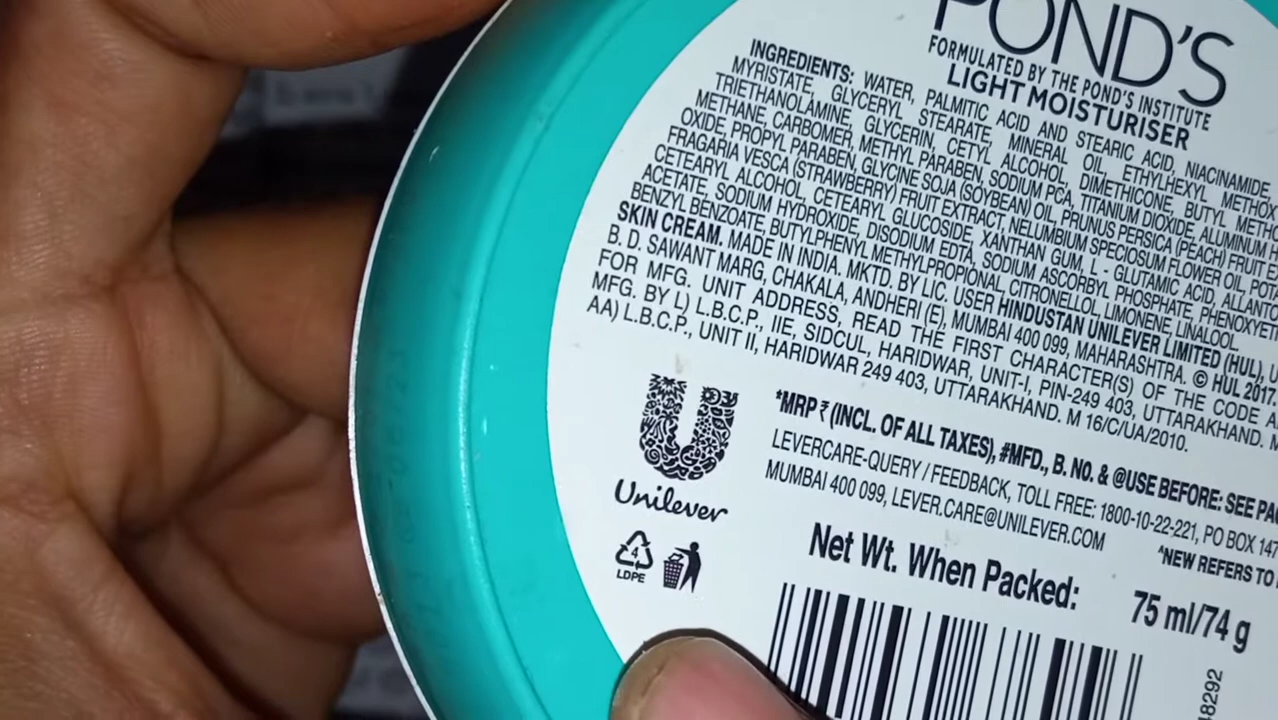 POND'S
FORMULATED BY THE POND'S INSTITUTE
LIGHT MOISTURISER
INGREDIENTS: WATER, PALMITIC ACID AND STEARIC ACID, NIACINAMIDE,
MYRISTATE, GLYCERYL STEARATE, MINERAL OIL, ETHYLHEXYL
TRIETHANOLAMINE, GLYCERIN, CETYL ALCOHOL, DIMETHICONE, BUTYL
METHANE, CARBOMER, METHYL PARABEN, SODIUM PCA, TITANIUM DIOXIDE, ALUMINUM
OXIDE, PROPYL PARABEN, GLYCINE SOJA (SOYBEAN) OIL, PRUNUS PERSICA (PEACH) FRUIT
FRAGARIA VESCA (STRAWBERRY) FRUIT EXTRACT, NELUMBIUM SPECIOSUM FLOWER OIL,
CETEARYL ALCOHOL, CETEARYL GLUCOSIDE, XANTHAN GUM, L - GLUTAMIC ACID,
ACETATE, SODIUM HYDROXIDE, DISODIUM EDTA, SODIUM ASCORBYL PHOSPHATE,
BENZYL BENZOATE, BUTYLPHENYL METHYLPROPIONAL, CITRONELLOL, LIMONENE, LINALOOL.
SKIN CREAM. MADE IN INDIA. MKTD. BY LIC. USER HINDUSTAN UNILEVER LIMITED (HUL),
B. D. SAWANT MARG, CHAKALA, ANDHERI (E), MUMBAI 400 099, MAHARASHTRA. © HUL 2017.
FOR MFG. UNIT ADDRESS, READ THE FIRST CHARACTER(S) OF THE CODE
MFG. BY L) L.B.C.P., IIE, SIDCUL, HARIDWAR, UNIT-I, PIN-249 403, UTTARAKHAND.
AA) L.B.C.P., UNIT II, HARIDWAR 249 403, UTTARAKHAND. M 16/C/UA/2010.
*MRP ₹ (INCL. OF ALL TAXES), #MFD., B. NO. & @USE BEFORE: SEE
LEVERCARE-QUERY / FEEDBACK, TOLL FREE: 1800-10-22-221, PO BOX
MUMBAI 400 099, LEVER.CARE@UNILEVER.COM
^NEW REFERS TO
Unilever
4
LDPE
Net Wt. When Packed: 75 ml/74 g
8292